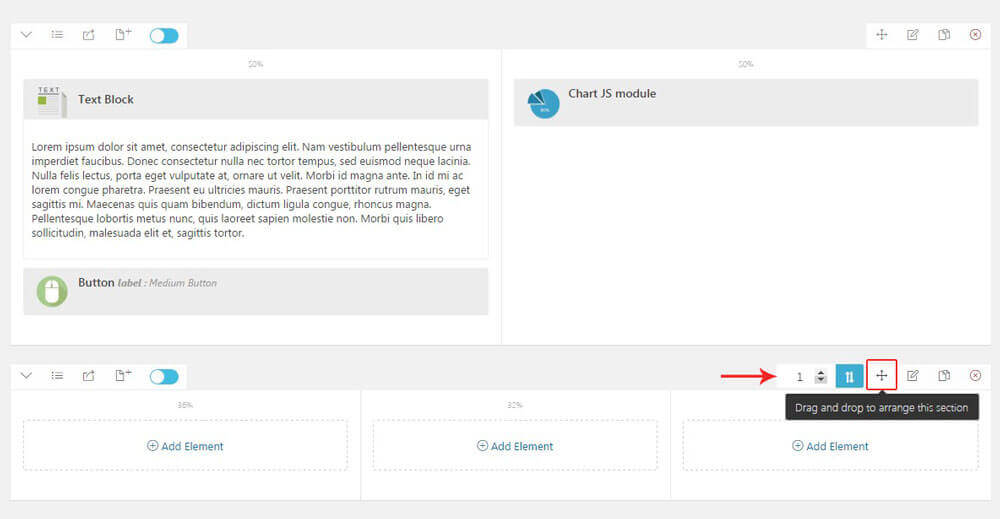 50%
50%
TEXT
Text Block
Chart JS module
Lorem ipsum dolor sit amet, consectetur adipiscing elit. Nam vestibulum pellentesque urna
imperdiet faucibus. Donec consectetur nulla nec tortor tempus, sed euismod neque lacinia.
Nulla felis lectus, porta eget vulputate at, ornare ut velit. Morbi id magna ante. In id mi ac
lorem congue pharetra. Praesent eu ultricies mauris. Praesent porttitor rutrum mauris, eget
sagittis mi. Maecenas quis quam bibendum, dictum ligula congue, rhoncus magna.
Pellentesque lobortis metus nunc, quis laoreet sapien molestie non. Morbi quis libero
sollicitudin, malesuada elit et, sagittis tortor.
Button label : Medium Button
1
Drag and drop to arrange this section
36%
32%
Add Element
Add Element
Add Element